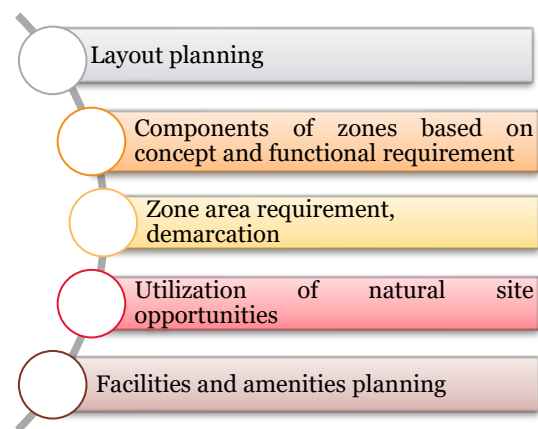 Layout planning
Components of zones based on
concept and functional requirement
Zone area requirement,
demarcation
Utilization of natural site
opportunities
Facilities and amenities planning